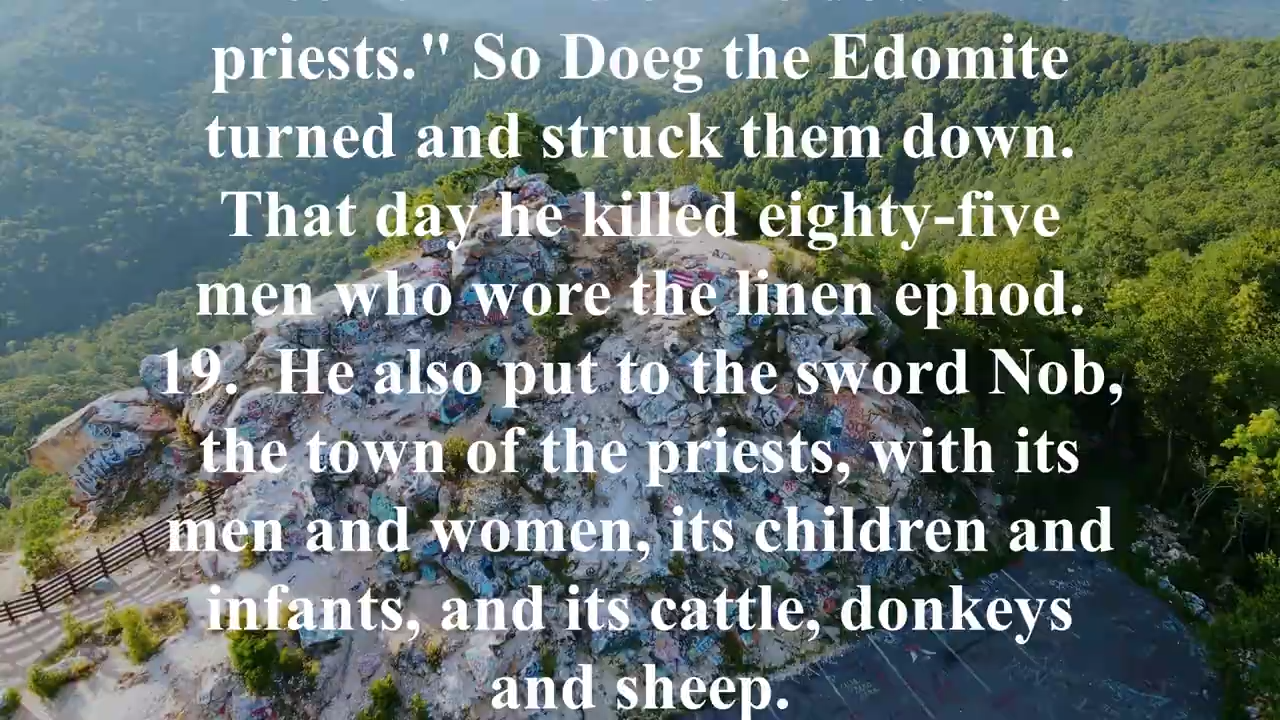 priests." So Doeg the Edomite
turned and struck them down.
That day he killed eighty-five
men who wore the linen ephod.
19. He also put to the sword Nob,
the town of the priests, with its
men and women, its children and
infants, and its cattle, donkeys
and sheep.